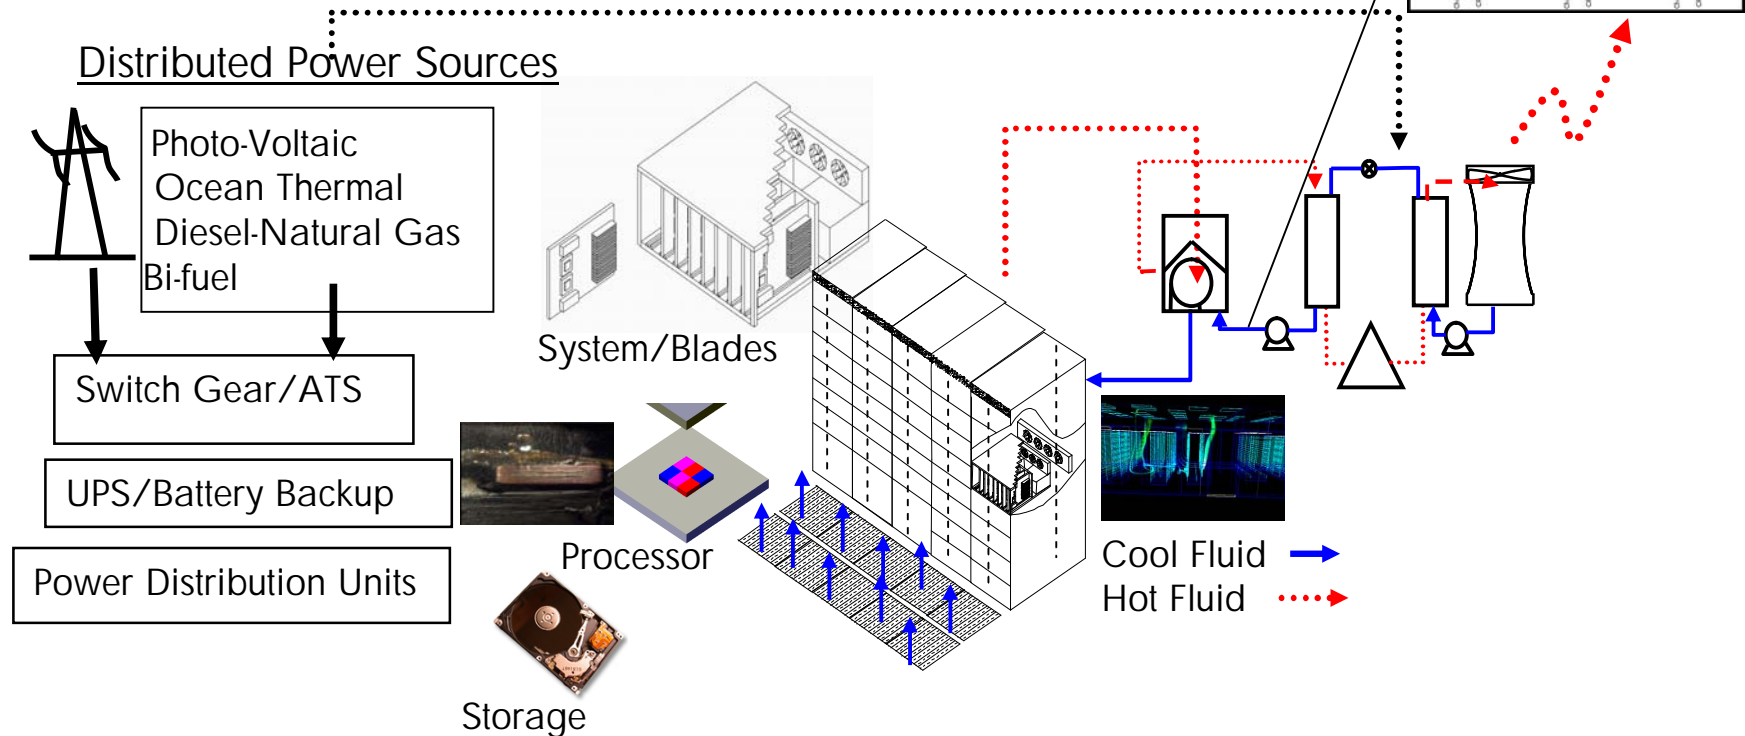 Distributed Power Sources
Photo-Voltaic
Ocean Thermal
Diesel-Natural Gas
Bi-fuel
Switch Gear/ATS
UPS/Battery Backup
Power Distribution Units
System/Blades
Processor
Storage
Cool Fluid
Hot Fluid